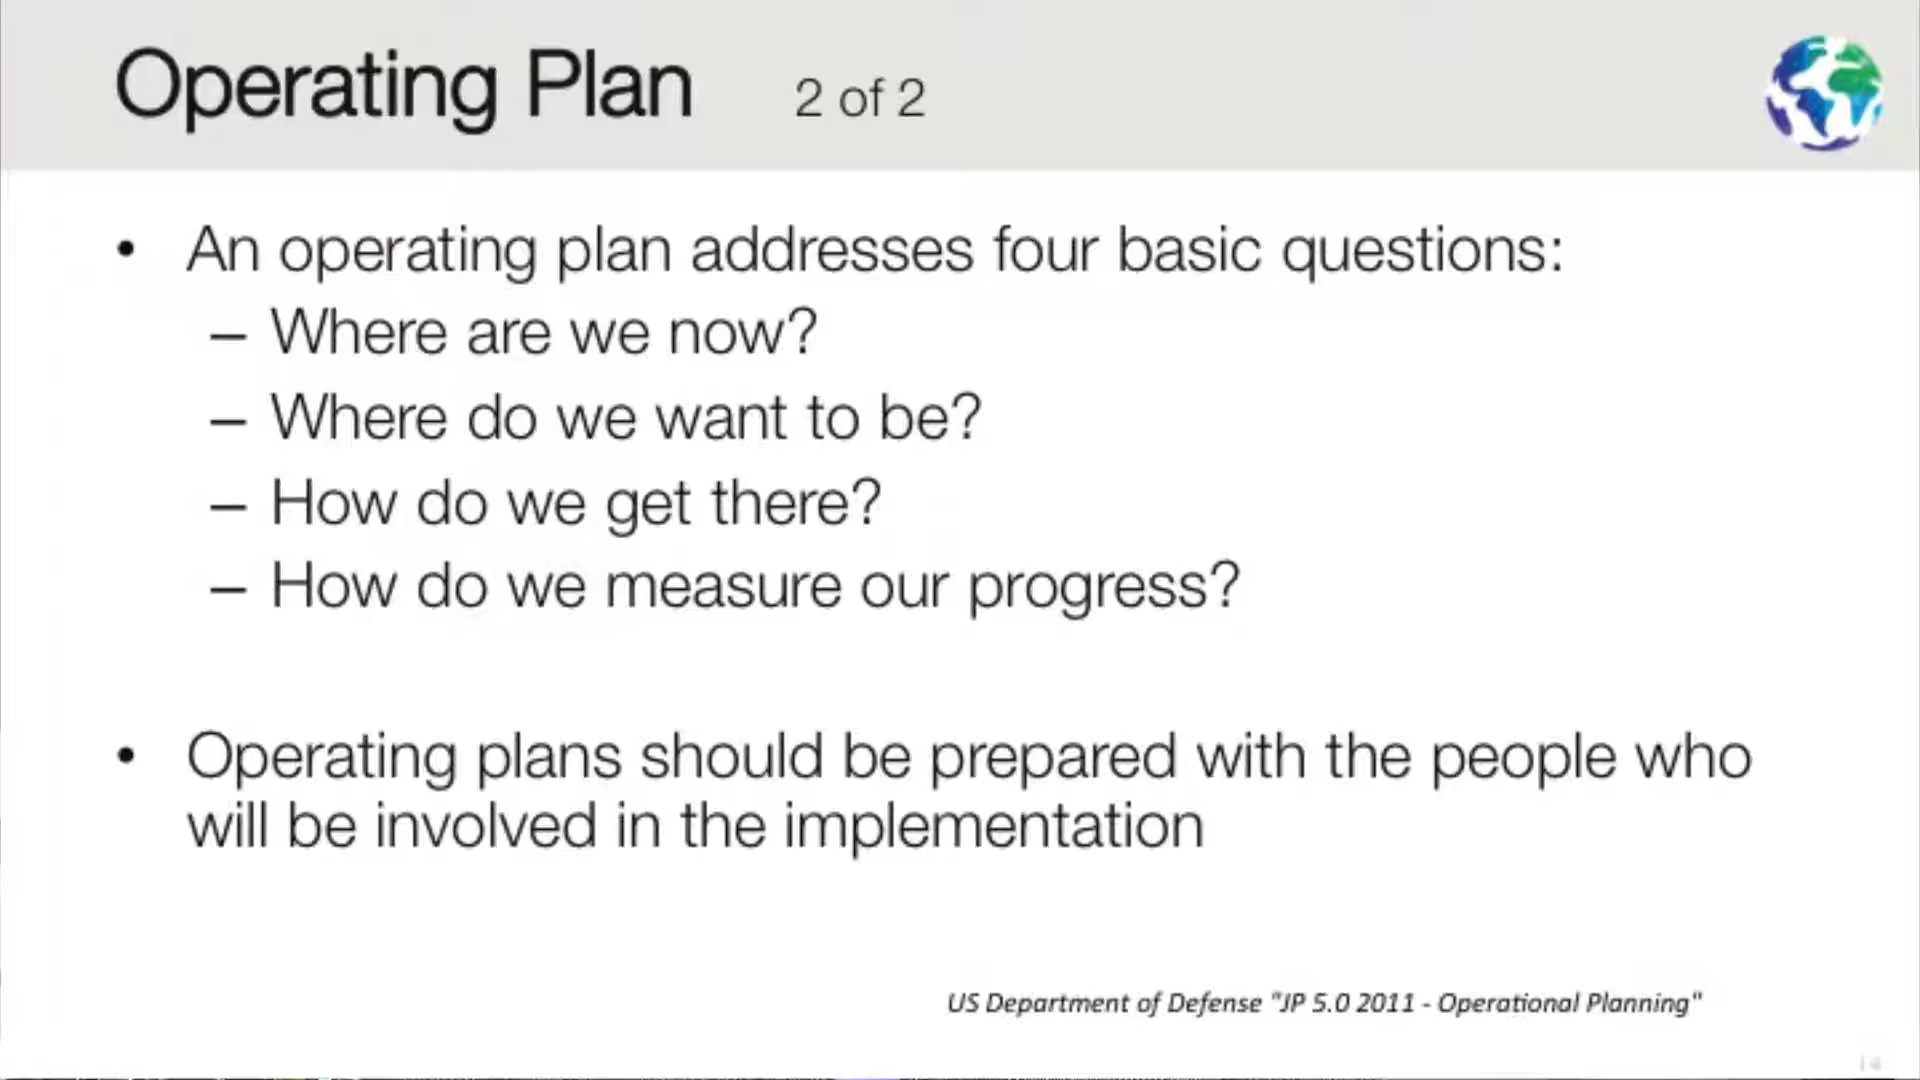 Operating Plan 2 of 2
• An operating plan addresses four basic questions:
– Where are we now?
– Where do we want to be?
– How do we get there?
– How do we measure our progress?
• Operating plans should be prepared with the people who
will be involved in the implementation
US Department of Defense "JP 5.0 2011 - Operational Planning"
14